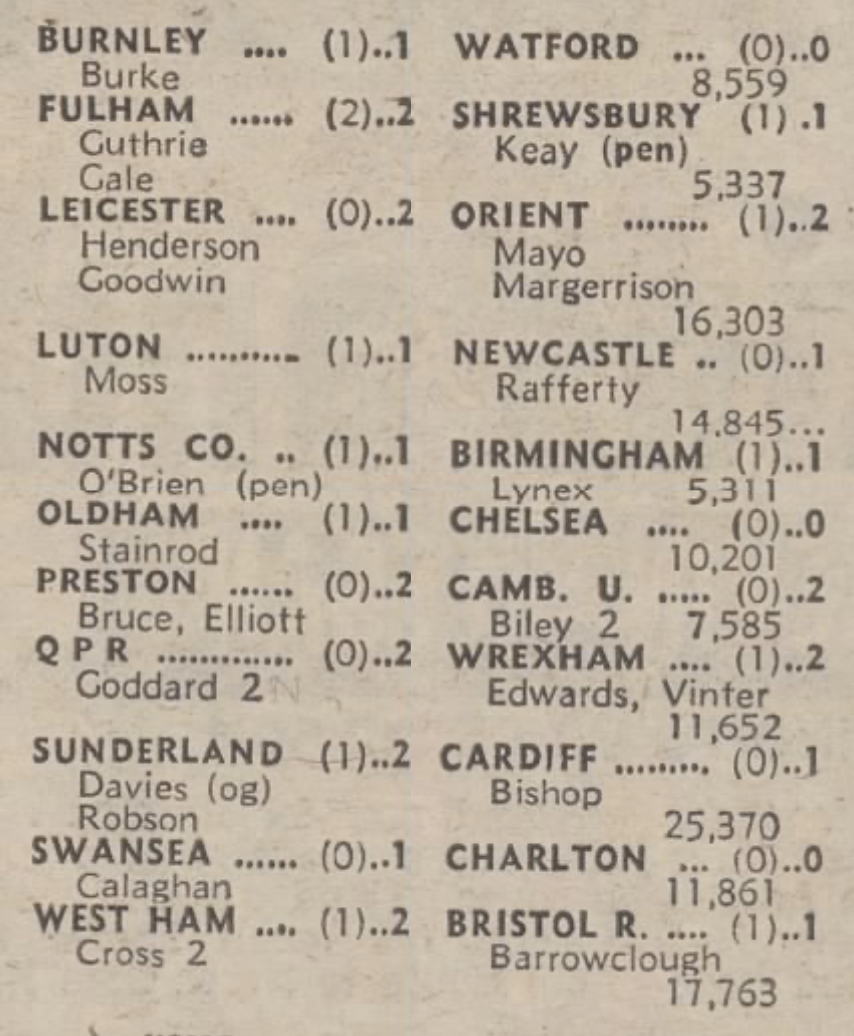 BURNLEY .... (1)..1 WATFORD ... (0)..0
Burke 8,559
FULHAM ...... (2)..2 SHREWSBURY (1) .1
Guthrie Keay (pen)
Gale 5,337
LEICESTER .... (0)..2 ORIENT ........ (1)..2
Henderson Mayo
Goodwin Margerrison
16,303
LUTON ........... (1)..1 NEWCASTLE .. (0)..1
Moss Rafferty
14,845...
NOTTS CO. .. (1)..1 BIRMINGHAM (1)..1
O'Brien (pen) Lynex 5,311
OLDHAM .... (1)..1 CHELSEA .... (0)..0
Stainrod 10,201
PRESTON ...... (0)..2 CAMB. U. ..... (0)..2
Bruce, Elliott Biley 2 7,585
Q P R ............. (0)..2 WREXHAM .... (1)..2
Goddard 2 Edwards, Vinter
11,652
SUNDERLAND (1)..2 CARDIFF ......... (0)..1
Davies (og) Bishop
Robson 25,370
SWANSEA ...... (0)..1 CHARLTON ... (0)..0
Calaghan 11,861
WEST HAM .... (1)..2 BRISTOL R. .... (1)..1
Cross 2 Barrowclough
17,763